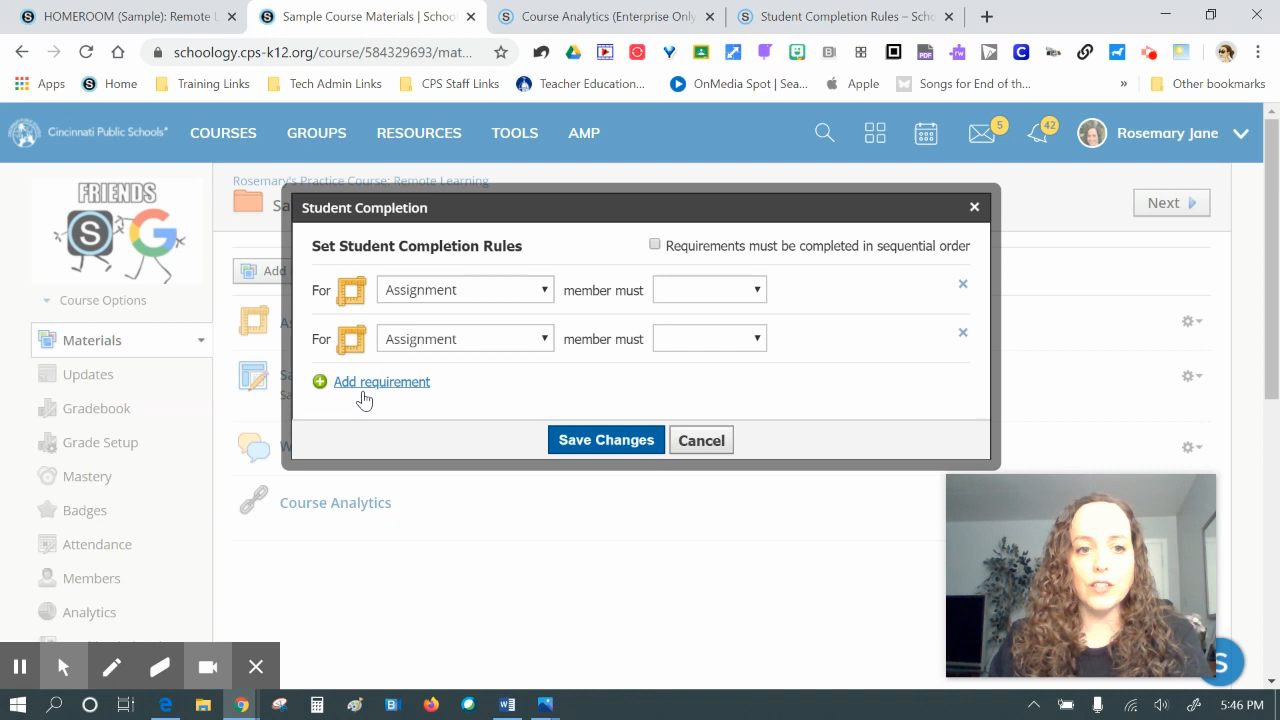 HOMEROOM (Sample): Remote L
Sample Course Materials | Schoo
Course Analytics (Enterprise Only
Student Completion Rules – Scho
schoology.cps-k12.org/course/584329693/mat...
Apps
Home
Training Links
Tech Admin Links
CPS Staff Links
Teacher Education...
OnMedia Spot | Sea...
Apple
Songs for End of th...
»
Other bookmarks
Cincinnati Public Schools
COURSES
GROUPS
RESOURCES
TOOLS
AMP
5
42
Rosemary Jane
FRIENDS
S G
Rosemary's Practice Course: Remote Learning
Sa
Next
Add
Course Options
Materials
Updates
Gradebook
Grade Setup
Mastery
Badges
Attendance
Members
Analytics
Student Completion
Set Student Completion Rules
Requirements must be completed in sequential order
For Assignment member must
For Assignment member must
Add requirement
Save Changes
Cancel
Course Analytics
S
5:46 PM